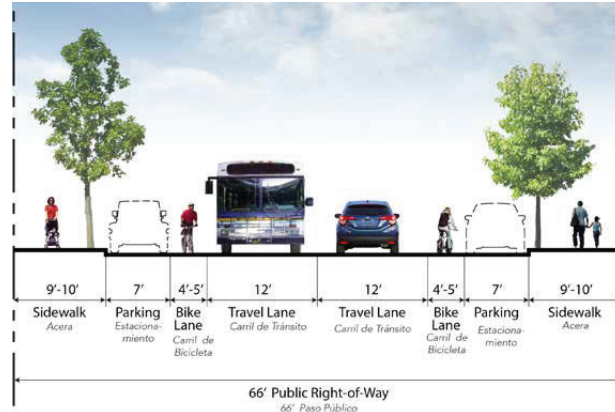 9'-10' 7' 4'-5' 12' 12' 4'-5' 7' 9'-10'
Sidewalk Parking Bike Travel Lane Travel Lane Bike Parking Sidewalk
Acera Estaciona- Lane Carril de Tránsito Carril de Tránsito Lane Estaciona- Acera
miento Carril de Carril de miento
Bicicleta Bicicleta
66' Public Right-of-Way
66' Paso Público